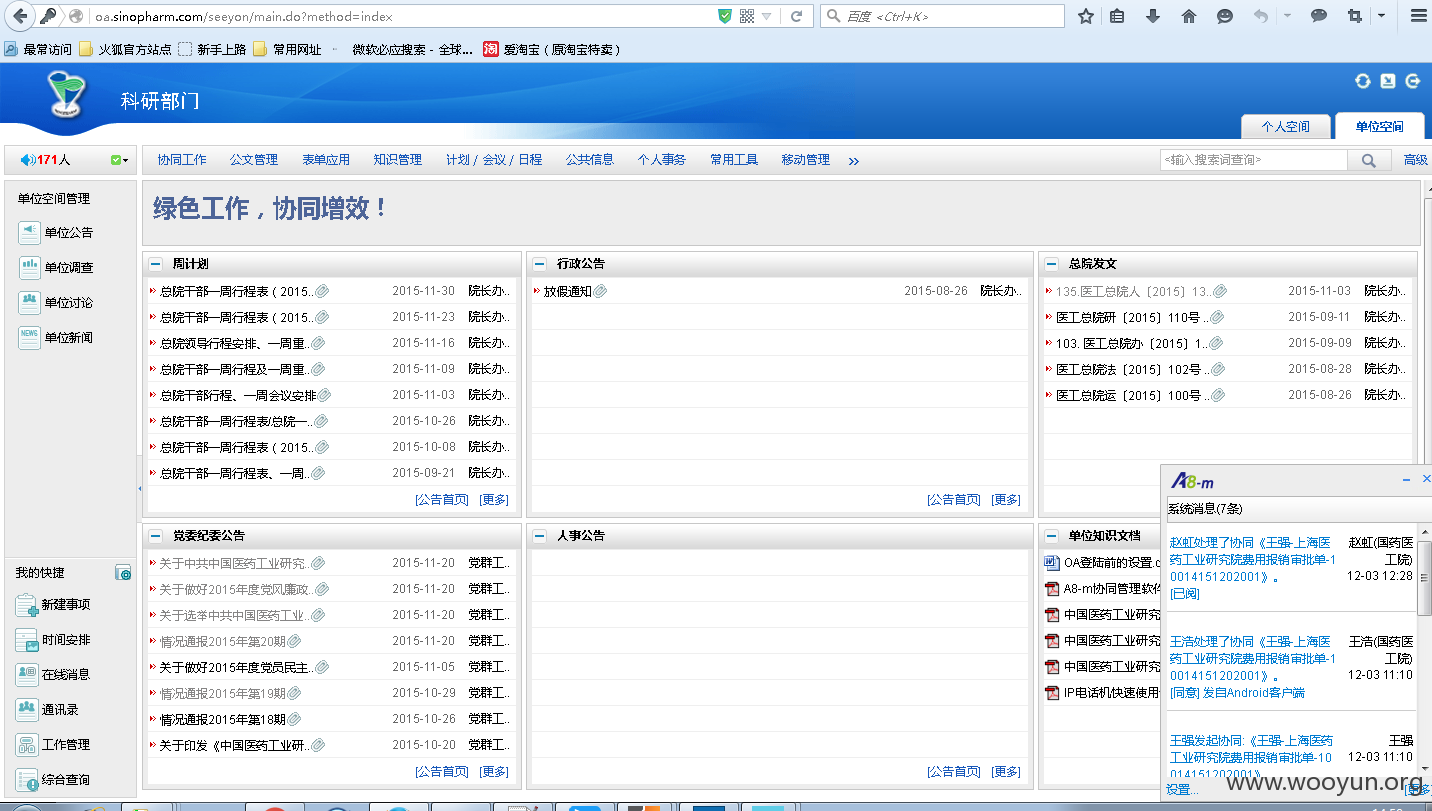 oa.sinopharm.com/seeyon/main.do?method=index
百度 <Ctrl+K>
最常访问 火狐官方站点 新手上路 常用网址 微软必应搜索 - 全球... 淘 爱淘宝（原淘宝特卖）
科研部门
个人空间 单位空间
171人
协同工作 公文管理 表单应用 知识管理 计划 / 会议 / 日程 公共信息 个人事务 常用工具 移动管理 »
<输入搜索词查询> 高级
单位空间管理
单位公告
单位调查
单位讨论
NEWS 单位新闻
我的快捷
新建事项
时间安排
在线消息
通讯录
工作管理
综合查询
绿色工作，协同增效！
周计划
总院干部一周行程表（2015.. 2015-11-30 院长办..
总院干部一周行程表（2015.. 2015-11-23 院长办..
总院领导行程安排、一周重.. 2015-11-16 院长办..
总院干部一周行程及一周重.. 2015-11-09 院长办..
总院干部行程、一周会议安排 2015-11-03 院长办..
总院干部一周行程表/总院一.. 2015-10-26 院长办..
总院干部一周行程表（2015.. 2015-10-08 院长办..
总院干部一周行程表、一周.. 2015-09-21 院长办..
[公告首页] [更多]
行政公告
放假通知 2015-08-26 院长办..
[公告首页] [更多]
总院发文
135.医工总院人〔2015〕13.. 2015-11-03 院长办..
医工总院研〔2015〕110号 .. 2015-09-11 院长办..
103. 医工总院办〔2015〕1.. 2015-09-09 院长办..
医工总院法〔2015〕102号 .. 2015-08-28 院长办..
医工总院运〔2015〕100号 .. 2015-08-26 院长办..
党委纪委公告
关于中共中国医药工业研究.. 2015-11-20 党群工..
关于做好2015年度党风廉政.. 2015-11-20 党群工..
关于选举中共中国医药工业.. 2015-11-20 党群工..
情况通报2015年第20期 2015-11-20 党群工..
关于做好2015年度党员民主.. 2015-11-05 党群工..
情况通报2015年第19期 2015-10-29 党群工..
情况通报2015年第18期 2015-10-26 党群工..
关于印发《中国医药工业研.. 2015-10-20 党群工..
[公告首页] [更多]
人事公告
[公告首页] [更多]
单位知识文档
OA登陆前的设置.d
A8-m协同管理软件
中国医药工业研究
中国医药工业研究
中国医药工业研究
IP电话机快速使用
A8-m
系统消息(7条)
赵虹处理了协同《王强-上海医药工业研究院费用报销审批单-10014151202001》。
[已阅]
赵虹(国药医工院)
12-03 12:28
王浩处理了协同《王强-上海医药工业研究院费用报销审批单-10014151202001》。
[同意] 发自Android客户端
王浩(国药医工院)
12-03 11:10
王强发起协同:《王强-上海医药工业研究院费用报销审批单-10014151202001》
王强
12-03 11:10
设置... 更多
www.wooyun.org